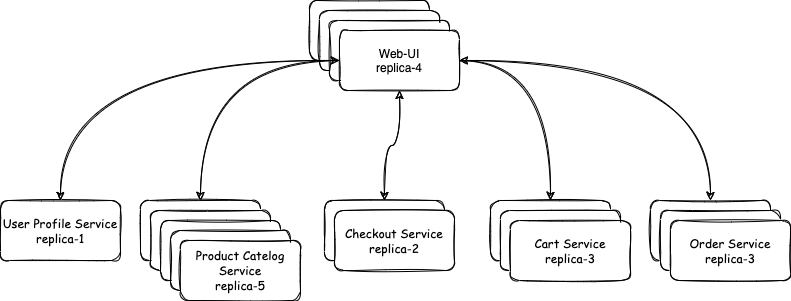 Web-UI
replica-4
User Profile Service
replica-1
Product Catelog
Service
replica-5
Checkout Service
replica-2
Cart Service
replica-3
Order Service
replica-3